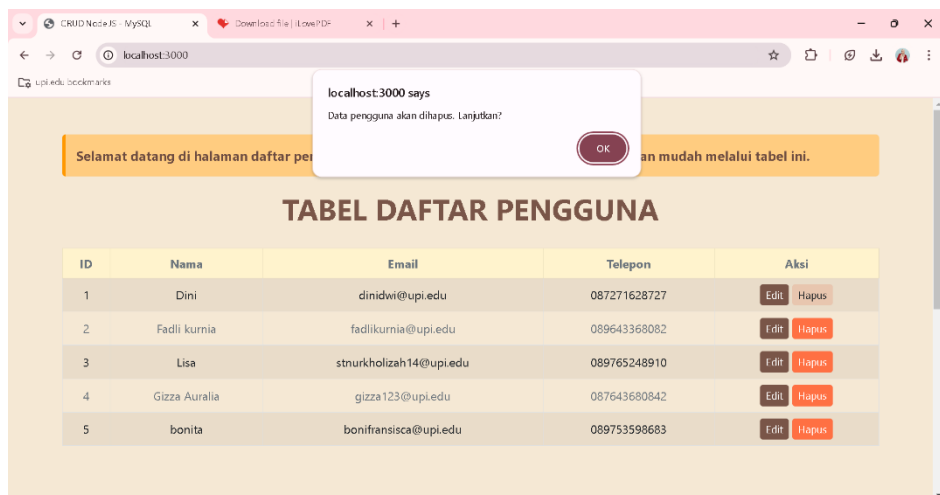 CRUD Node JS - MySQL
Download file | iLovePDF
localhost:3000
upi.edu bookmarks
localhost:3000 says
Data pengguna akan dihapus. Lanjutkan?
OK
Selamat datang di halaman daftar per an mudah melalui tabel ini.
TABEL DAFTAR PENGGUNA
ID Nama Email Telepon Aksi
1 Dini dinidwi@upi.edu 087271628727 Edit Hapus
2 Fadli kurnia fadlikurnia@upi.edu 089643368082 Edit Hapus
3 Lisa stnurkholizah14@upi.edu 089765248910 Edit Hapus
4 Gizza Auralia gizza123@upi.edu 087643680842 Edit Hapus
5 bonita bonifransisca@upi.edu 089753598683 Edit Hapus